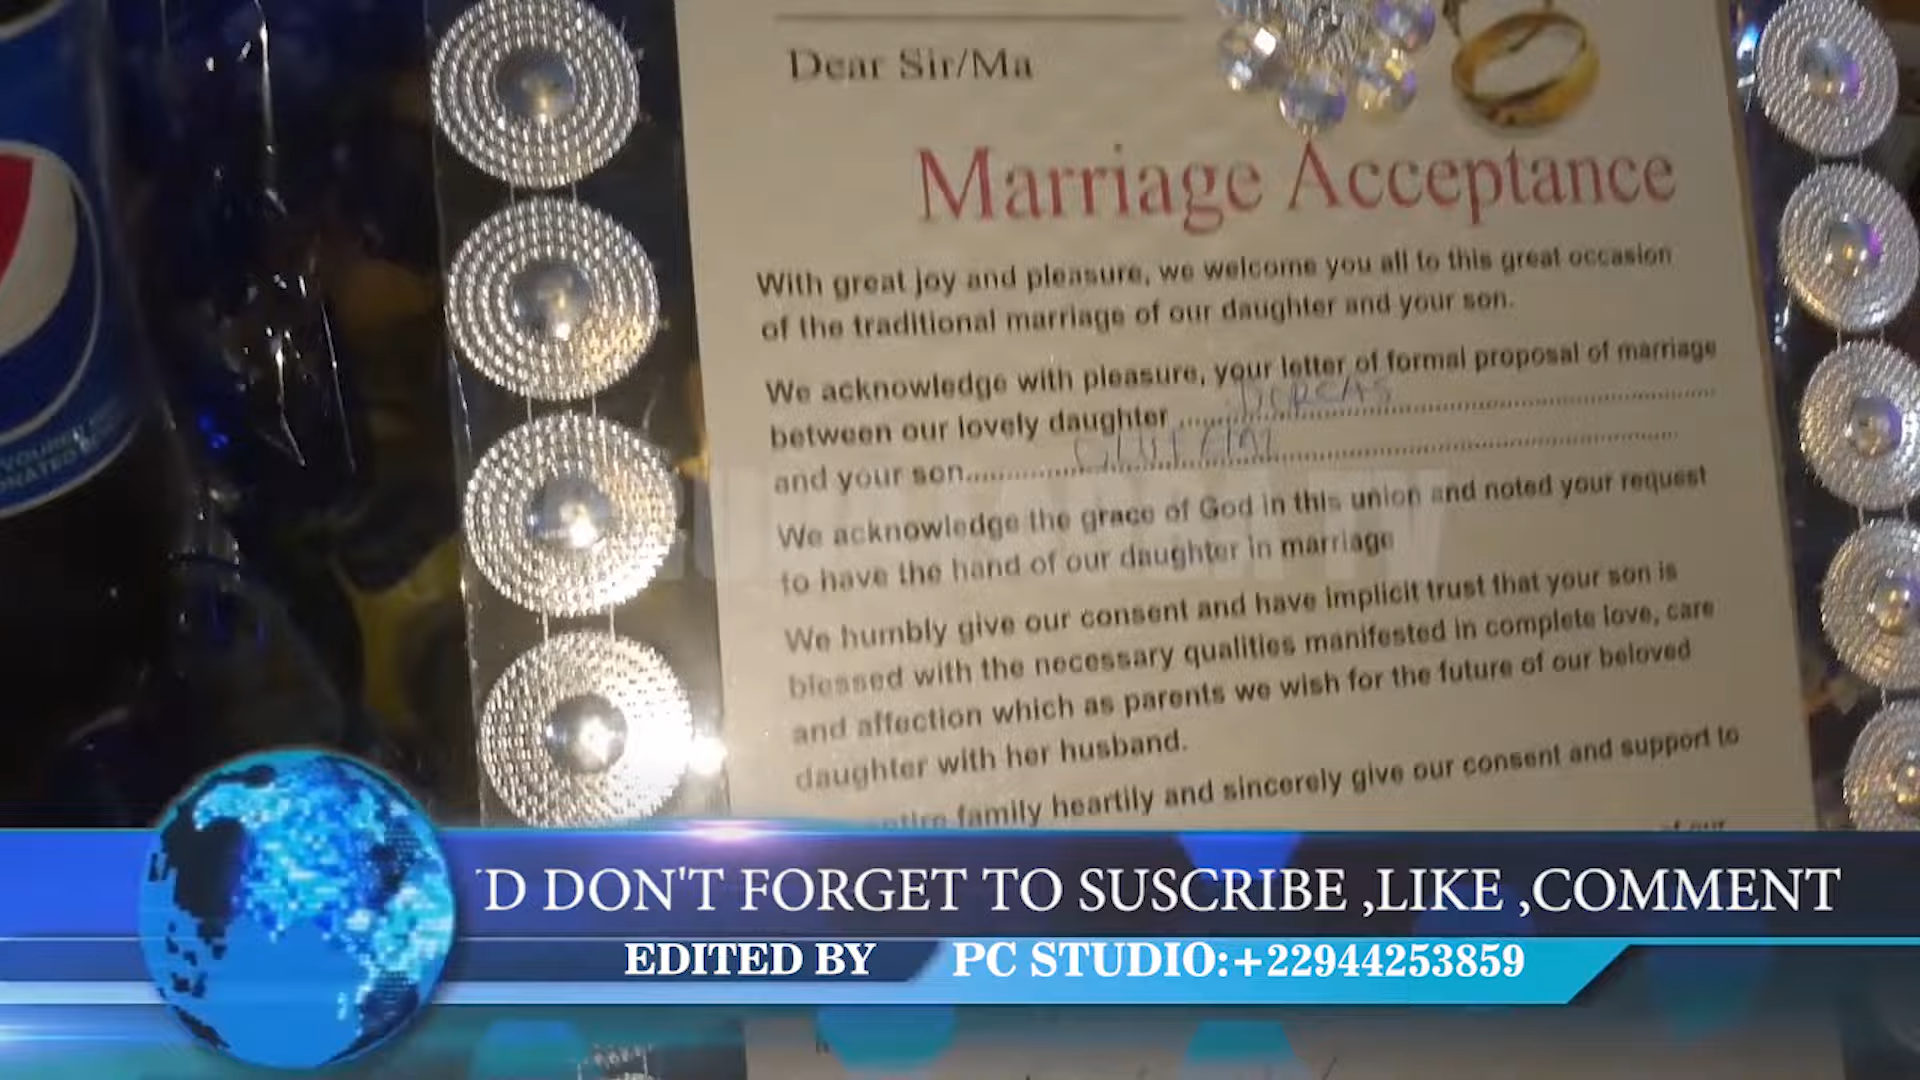 Dear Sir/Ma
Marriage Acceptance
With great joy and pleasure, we welcome you all to this great occasion
of the traditional marriage of our daughter and your son.
We acknowledge with pleasure, your letter of formal proposal of marriage
between our lovely daughter ........DORCAS........
and your son........
We acknowledge the grace of God in this union and noted your request
to have the hand of our daughter in marriage
We humbly give our consent and have implicit trust that your son is
blessed with the necessary qualities manifested in complete love, care
and affection which as parents we wish for the future of our beloved
daughter with her husband.
entire family heartily and sincerely give our consent and support to
of our
'D DON'T FORGET TO SUSCRIBE ,LIKE ,COMMENT
EDITED BY PC STUDIO:+22944253859